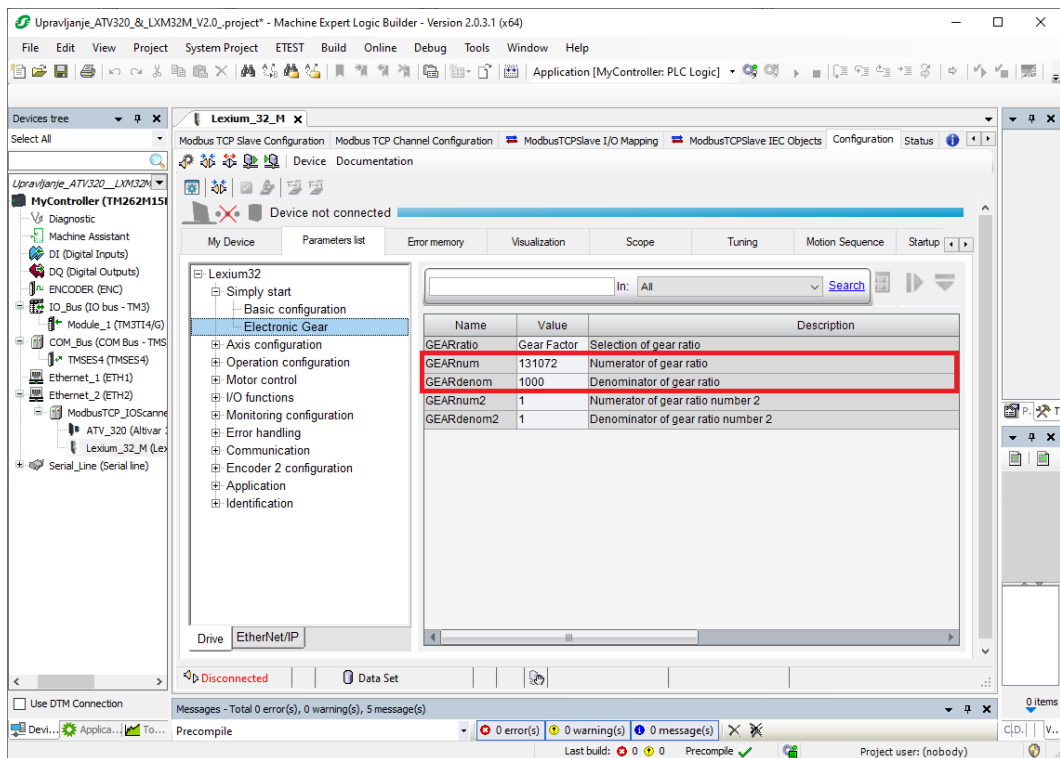 Upravljanje_ATV320_&_LXM32M_V2.0_.project* - Machine Expert Logic Builder - Version 2.0.3.1 (x64)
File Edit View Project System Project ETEST Build Online Debug Tools Window Help
Application [MyController: PLC Logic]
Devices tree
Lexium_32_M
Select All
Modbus TCP Slave Configuration Modbus TCP Channel Configuration ModbusTCPSlave I/O Mapping ModbusTCPSlave IEC Objects Configuration Status
Device Documentation
Upravljanje_ATV320__LXM32M
MyController (TM262M15
Diagnostic
Machine Assistant
DI (Digital Inputs)
DQ (Digital Outputs)
ENCODER (ENC)
IO_Bus (IO bus - TM3)
Module_1 (TM3TI4/G)
COM_Bus (COM Bus - TMS
TMSES4 (TMSES4)
Ethernet_1 (ETH1)
Ethernet_2 (ETH2)
ModbusTCP_IOScanne
ATV_320 (Altivar
Lexium_32_M (Lex
Serial_Line (Serial line)
Device not connected
My Device Parameters list Error memory Visualization Scope Tuning Motion Sequence Startup
Lexium32
Simply start
Basic configuration
Electronic Gear
Axis configuration
Operation configuration
Motor control
I/O functions
Monitoring configuration
Error handling
Communication
Encoder 2 configuration
Application
Identification
Drive EtherNet/IP
In: All Search
Name Value Description
GEARratio Gear Factor Selection of gear ratio
GEARnum 131072 Numerator of gear ratio
GEARdenom 1000 Denominator of gear ratio
GEARnum2 1 Numerator of gear ratio number 2
GEARdenom2 1 Denominator of gear ratio number 2
P. T
Disconnected Data Set
Use DTM Connection
Messages - Total 0 error(s), 0 warning(s), 5 message(s)
0 items
Devi... Applica... To...
Precompile 0 error(s) 0 warning(s) 0 message(s)
C,D. V...
Last build: 0 0 Precompile Project user: (nobody)